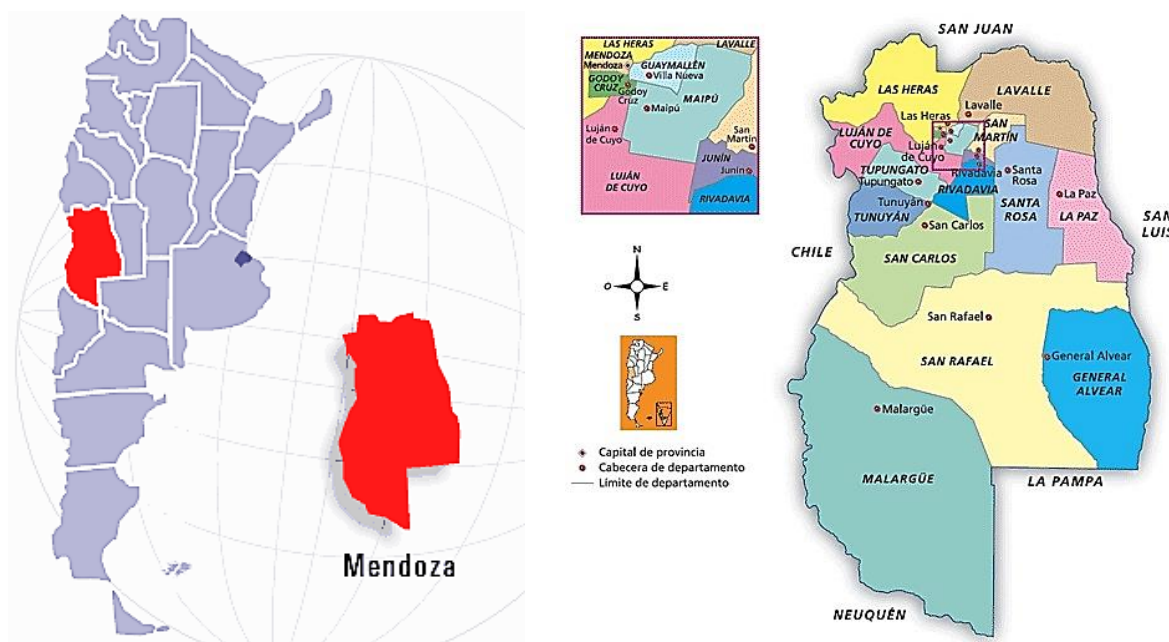 Mendoza
LAS HERAS
LAVALLE
MENDOZA
Mendoza
GUAYMALLÉN
Villa Nueva
GODOY
CRUZ
Godoy
Cruz
MAIPÚ
Maipú
Luján
de Cuyo
San
Martín
JUNÍN
Junín
LUJÁN
DE CUYO
RIVADAVIA
N
O
E
S
Capital de provincia
Cabecera de departamento
Límite de departamento
SAN JUAN
LAS HERAS
LAVALLE
Las Heras
Lavalle
LUJÁN DE
CUYO
SAN
MARTÍN
Luján
de Cuyo
TUPUNGATO
Tupungato
Rivadavia
RIVADAVIA
Santa
Rosa
SANTA
ROSA
La Paz
LA PAZ
Tunuyán
TUNUYÁN
San Carlos
SAN CARLOS
CHILE
SAN
LUIS
San Rafael
SAN RAFAEL
General Alvear
GENERAL
ALVEAR
Malargüe
MALARGÜE
LA PAMPA
NEUQUÉN